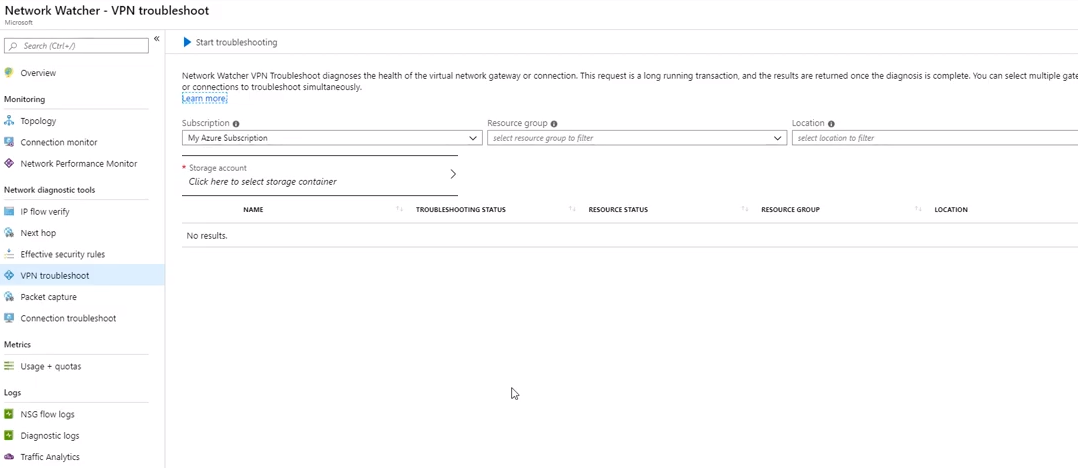 Network Watcher - VPN troubleshoot
Microsoft
Search (Ctrl+/)
«
Overview
Monitoring
Topology
Connection monitor
Network Performance Monitor
Network diagnostic tools
IP flow verify
Next hop
Effective security rules
VPN troubleshoot
Packet capture
Connection troubleshoot
Metrics
Usage + quotas
Logs
NSG flow logs
Diagnostic logs
Traffic Analytics
Start troubleshooting
Network Watcher VPN Troubleshoot diagnoses the health of the virtual network gateway or connection. This request is a long running transaction, and the results are returned once the diagnosis is complete. You can select multiple gate
or connections to troubleshoot simultaneously.
Learn more.
Subscription Resource group Location
My Azure Subscription select resource group to filter select location to filter
* Storage account
Click here to select storage container
NAME TROUBLESHOOTING STATUS RESOURCE STATUS RESOURCE GROUP LOCATION
No results.